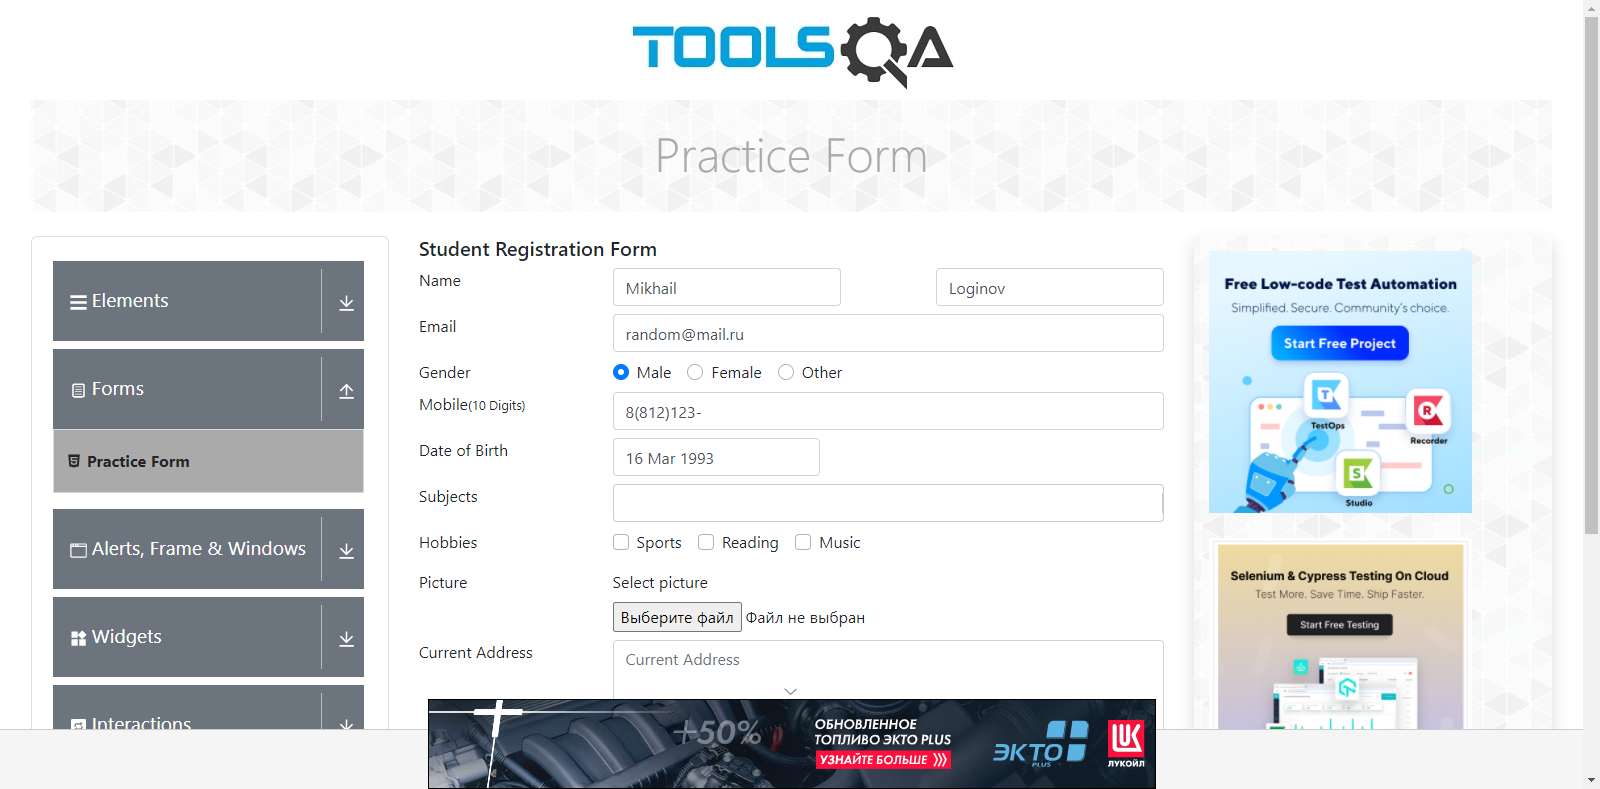 TOOLSQA
Practice Form
Elements
Forms
Practice Form
Alerts, Frame & Windows
Widgets
Interactions
Student Registration Form
Name
Mikhail
Loginov
Email
random@mail.ru
Gender
Male
Female
Other
Mobile(10 Digits)
8(812)123-
Date of Birth
16 Mar 1993
Subjects
Hobbies
Sports
Reading
Music
Picture
Select picture
Выберите файл
Файл не выбран
Current Address
Current Address
Free Low-code Test Automation
Simplified. Secure. Community's choice.
Start Free Project
TestOps
Recorder
Studio
Selenium & Cypress Testing On Cloud
Test More. Save Time. Ship Faster.
Start Free Testing
+50%
ОБНОВЛЕННОЕ
ТОПЛИВО ЭКТО PLUS
УЗНАЙТЕ БОЛЬШЕ
ЭКТО
PLUS
ЛУКОЙЛ